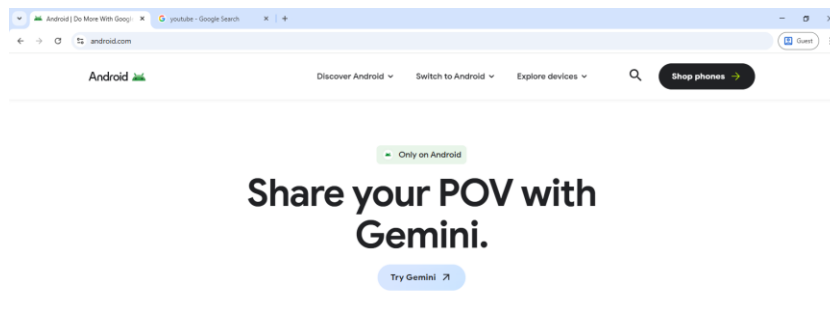 Android | Do More With Googl
youtube - Google Search
android.com
Guest
Android
Discover Android
Switch to Android
Explore devices
Shop phones
Only on Android
Share your POV with
Gemini.
Try Gemini